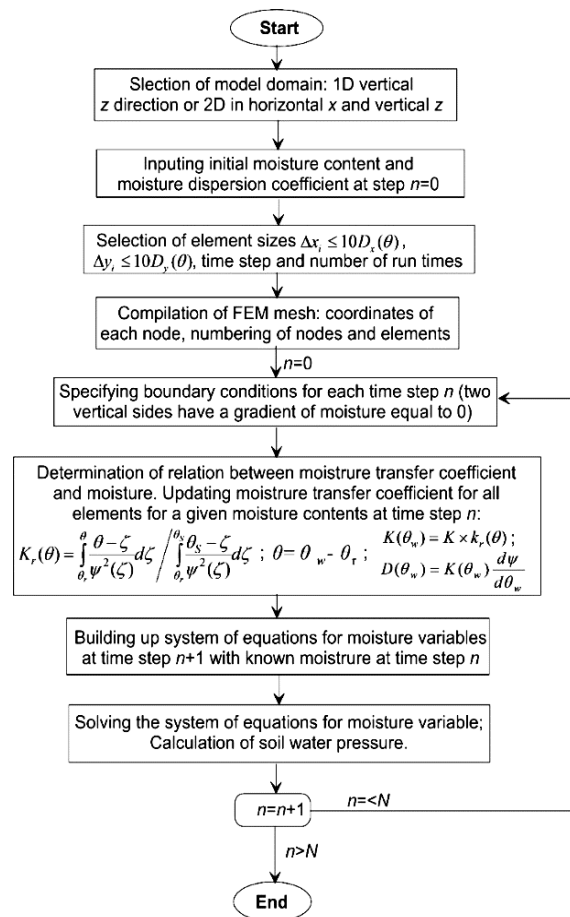 Start
Slection of model domain: 1D vertical
z direction or 2D in horizontal x and vertical z
Inputing initial moisture content and
moisture dispersion coefficient at step n=0
Selection of element sizes Δxᵢ ≤ 10Dₓ(θ),
Δyᵢ ≤ 10D_y(θ), time step and number of run times
Compilation of FEM mesh: coordinates of
each node, numbering of nodes and elements
n=0
Specifying boundary conditions for each time step n (two
vertical sides have a gradient of moisture equal to 0)
Determination of relation between moistrure transfer coefficient
and moisture. Updating moistrure transfer coefficient for all
elements for a given moisture contents at time step n:
K_r(θ) = ∫_{θ_r}^{θ} (θ − ζ)/ψ²(ζ) dζ / ∫_{θ_r}^{θ_S} (θ_S − ζ)/ψ²(ζ) dζ ; θ = θ_w - θ_r ; K(θ_w) = K × k_r(θ) ;
D(θ_w) = K(θ_w) dψ/dθ_w
Building up system of equations for moisture variables
at time step n+1 with known moistrure at time step n
Solving the system of equations for moisture variable;
Calculation of soil water pressure.
n=n+1
n=<N
n>N
End